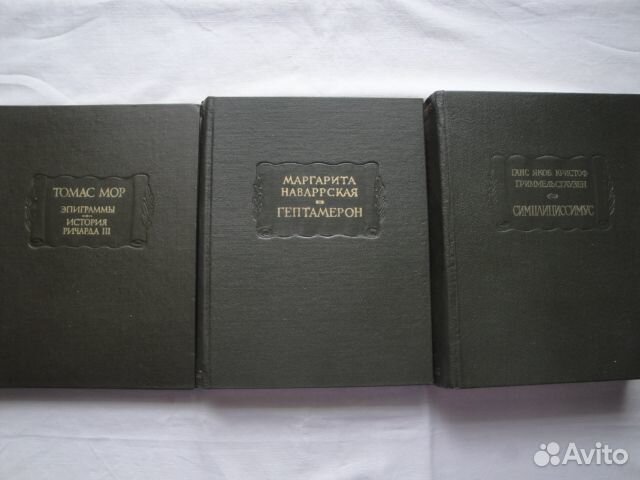 ТОМАС МОР
ЭПИГРАММЫ
ИСТОРИЯ
РИЧАРДА III
МАРГАРИТА
НАВАРРСКАЯ
ГЕПТАМЕРОН
ГАНС ЯКОБ КРИСТОФ
ГРИММЕЛЬСГАУЗЕН
СИМПЛИЦИССИМУС
Avito